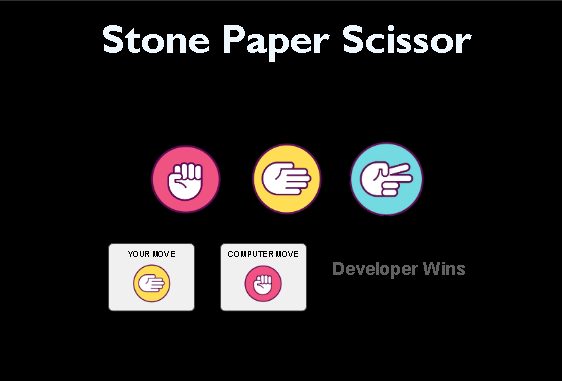 Stone Paper Scissor
YOUR MOVE
COMPUTER MOVE
Developer Wins